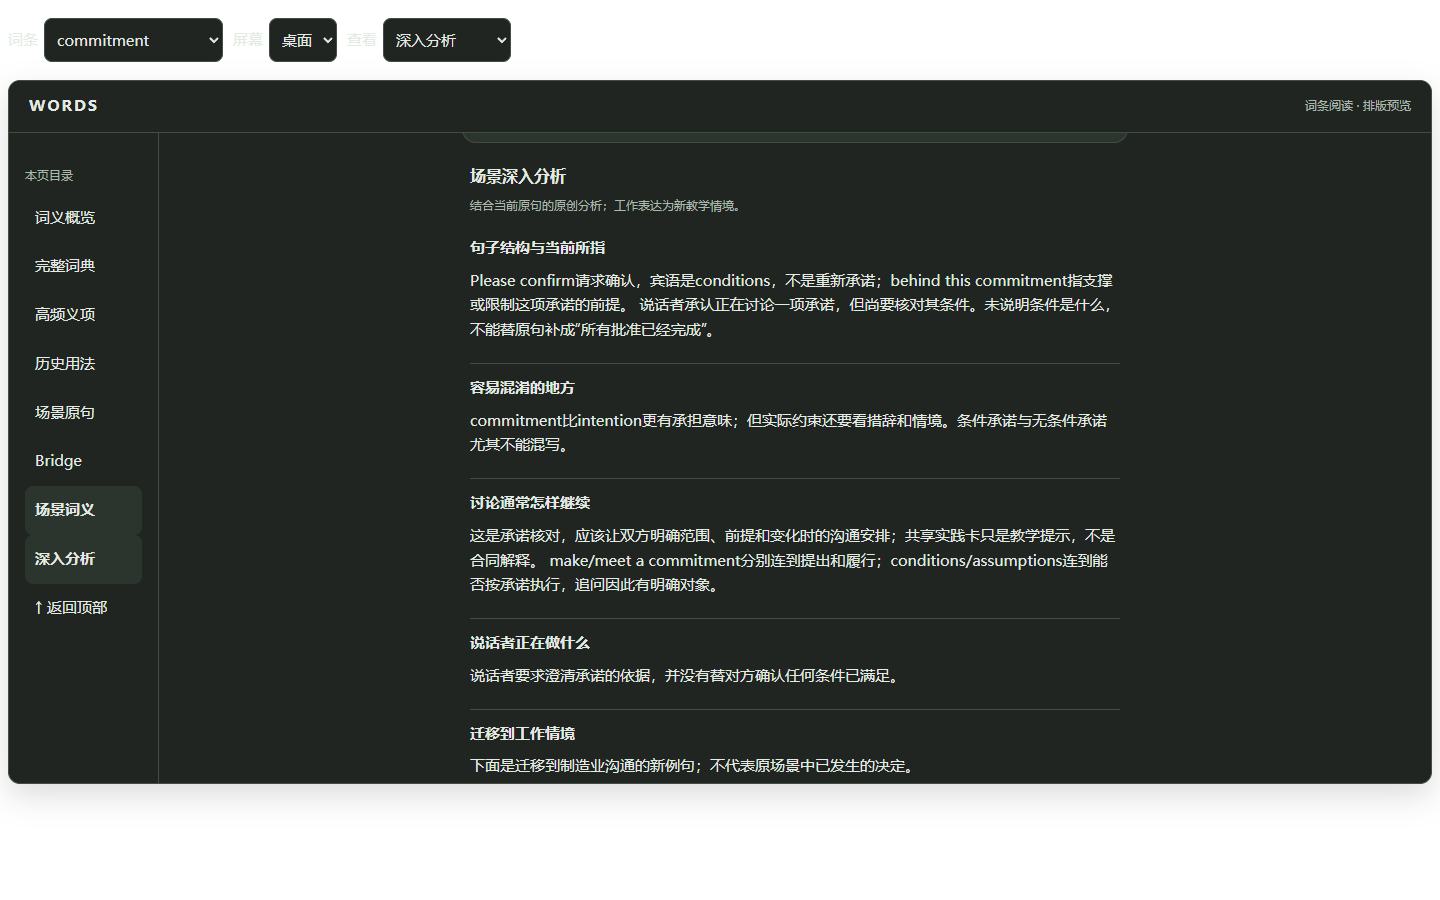 词条 commitment 屏幕 桌面 查看 深入分析
WORDS
词条阅读 · 排版预览
本页目录
词义概览
完整词典
高频义项
历史用法
场景原句
Bridge
场景词义
深入分析
↑ 返回顶部
场景深入分析
结合当前原句的原创分析；工作表达为新教学情境。
句子结构与当前所指
Please confirm请求确认，宾语是conditions，不是重新承诺；behind this commitment指支撑
或限制这项承诺的前提。 说话者承认正在讨论一项承诺，但尚要核对其条件。未说明条件是什么，
不能替原句补成“所有批准已经完成”。
容易混淆的地方
commitment比intention更有承担意味；但实际约束还要看措辞和情境。条件承诺与无条件承诺
尤其不能混写。
讨论通常怎样继续
这是承诺核对，应该让双方明确范围、前提和变化时的沟通安排；共享实践卡只是教学提示，不是
合同解释。 make/meet a commitment分别连到提出和履行；conditions/assumptions连到能
否按承诺执行，追问因此有明确对象。
说话者正在做什么
说话者要求澄清承诺的依据，并没有替对方确认任何条件已满足。
迁移到工作情境
下面是迁移到制造业沟通的新例句；不代表原场景中已发生的决定。